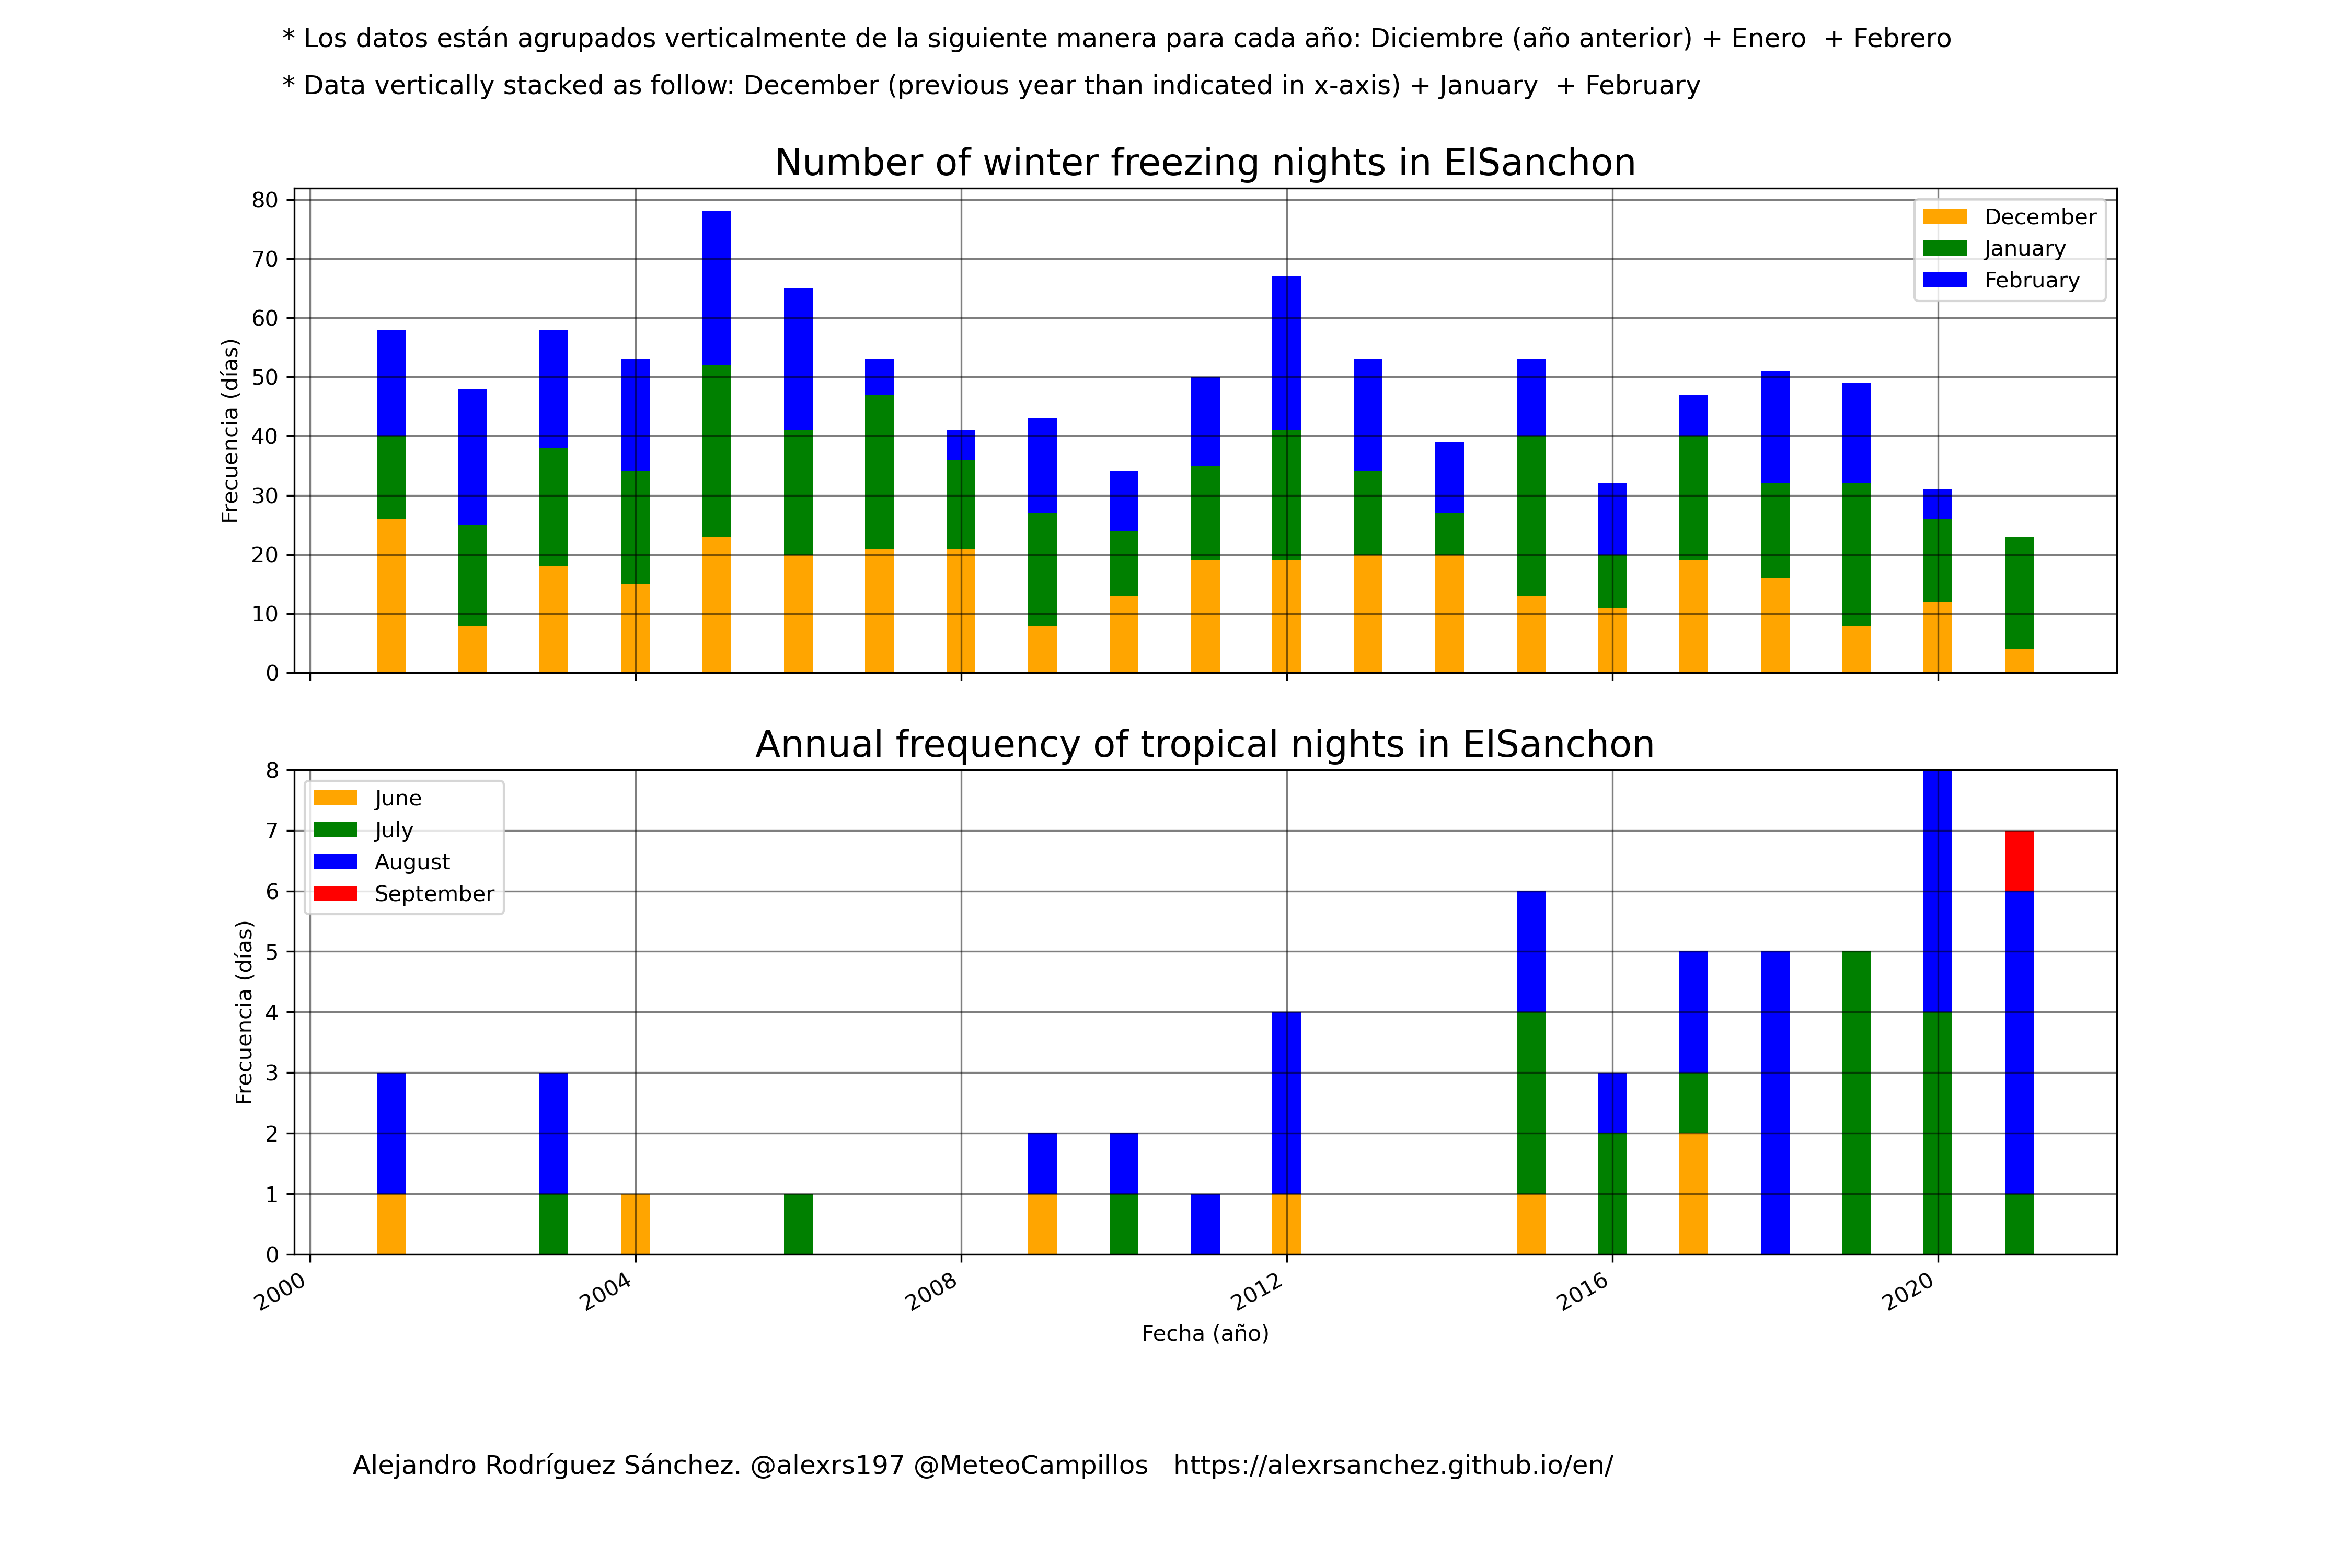 * Los datos están agrupados verticalmente de la siguiente manera para cada año: Diciembre (año anterior) + Enero  + Febrero
* Data vertically stacked as follow: December (previous year than indicated in x-axis) + January  + February
Number of winter freezing nights in ElSanchon
80
70
60
50
40
30
20
10
0
Frecuencia (días)
December
January
February
Annual frequency of tropical nights in ElSanchon
8
7
6
5
4
3
2
1
0
Frecuencia (días)
June
July
August
September
2000
2004
2008
2012
2016
2020
Fecha (año)
Alejandro Rodríguez Sánchez. @alexrs197 @MeteoCampillos   https://alexrsanchez.github.io/en/